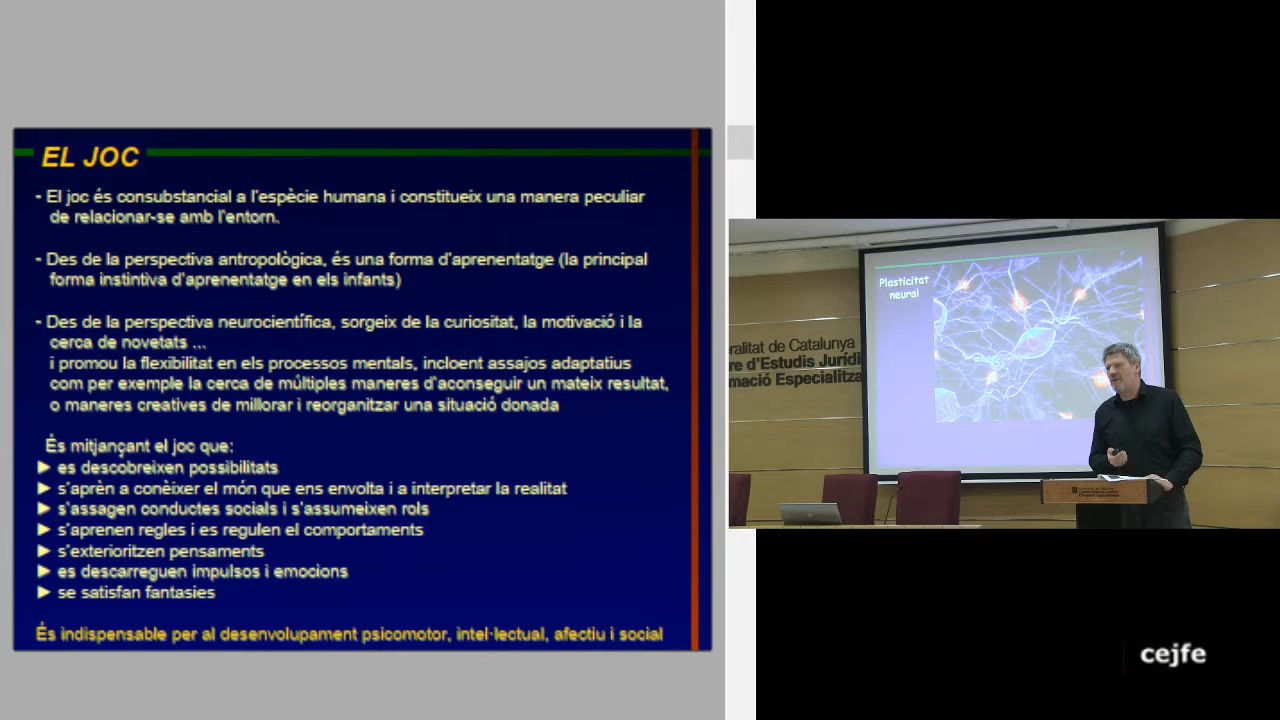 EL JOC
- El joc és consubstancial a l'espècie humana i constitueix una manera peculiar
de relacionar-se amb l'entorn.
- Des de la perspectiva antropològica, és una forma d'aprenentatge (la principal
forma instintiva d'aprenentatge en els infants)
- Des de la perspectiva neurocientífica, sorgeix de la curiositat, la motivació i la
cerca de novetats ...
i promou la flexibilitat en els processos mentals, incloent assajos adaptatius
com per exemple la cerca de múltiples maneres d'aconseguir un mateix resultat,
o maneres creatives de millorar i reorganitzar una situació donada
És mitjançant el joc que:
► es descobreixen possibilitats
► s'aprèn a conèixer el món que ens envolta i a interpretar la realitat
► s'assagen conductes socials i s'assumeixen rols
► s'aprenen regles i es regulen el comportaments
► s'exterioritzen pensaments
► es descarreguen impulsos i emocions
► se satisfan fantasies
És indispensable per al desenvolupament psicomotor, intel·lectual, afectiu i social
Plasticitat
neural
ralitat de Catalunya
re d'Estudis Jurídi
mació Especialitza
cejfe